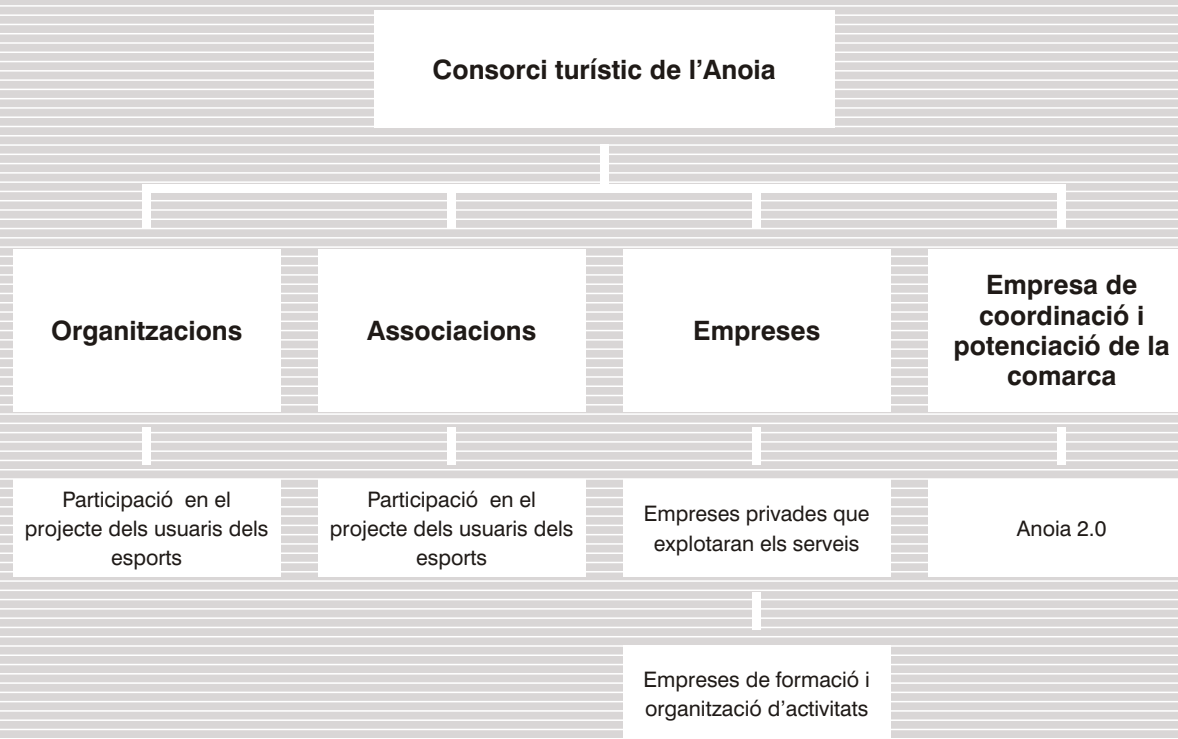 Consorci turístic de l’Anoia
Organitzacions
Associacions
Empreses
Empresa de
coordinació i
potenciació de la
comarca
Participació en el
projecte dels usuaris dels
esports
Participació en el
projecte dels usuaris dels
esports
Empreses privades que
explotaran els serveis
Anoia 2.0
Empreses de formació i
organització d’activitats